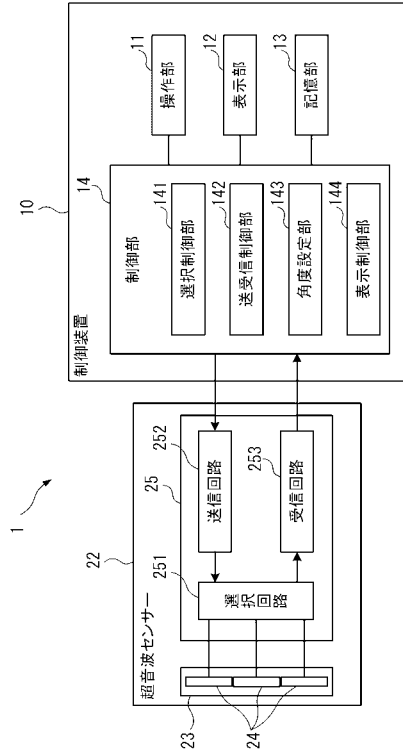 1
10
制御装置
14
制御部
141
選択制御部
142
送受信制御部
143
角度設定部
144
表示制御部
11
操作部
12
表示部
13
記憶部
22
超音波センサー
25
251
選択回路
252
送信回路
253
受信回路
23
24